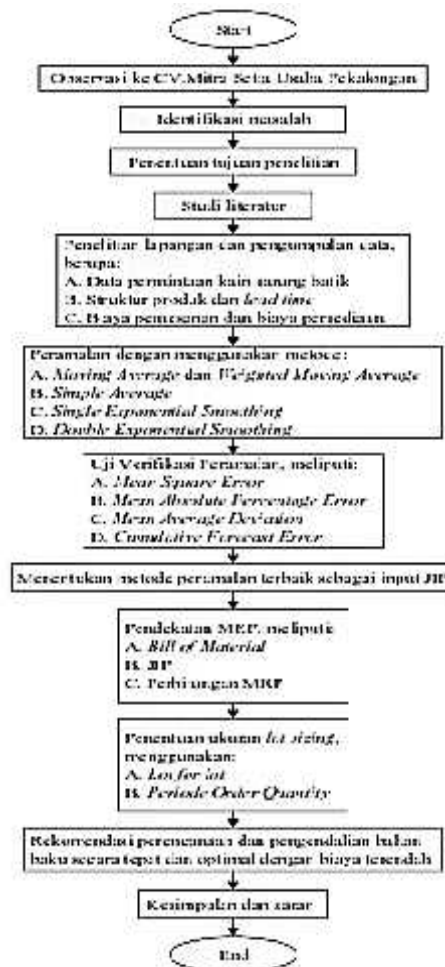 Start
Observasi ke CV.Mitra Setia Usaha Pekalongan
Identifikasi masalah
Penentuan tujuan penelitian
Studi literatur
Penelitian lapangan dan pengumpulan data,
berupa:
A. Data permintaan kain sarung batik
B. Struktur produk dan lead time
C. Biaya pemesanan dan biaya persediaan
Peramalan dengan menggunakan metode:
A. Moving Average dan Weighted Moving Average
B. Simple Average
C. Single Exponential Smoothing
D. Double Exponential Smoothing
Uji Verifikasi Peramalan, meliputi:
A. Mean Square Error
B. Mean Absolute Percentage Error
C. Mean Average Deviation
D. Cumulative Forecast Error
Menentukan metode peramalan terbaik sebagai input JIP
Pendekatan MRP, meliputi:
A. Bill of Material
B. JIP
C. Perhitungan MRP
Penentuan ukuran lot sizing,
menggunakan:
A. Lot for lot
B. Periode Order Quantity
Rekomendasi perencanaan dan pengendalian bahan
baku secara tepat dan optimal dengan biaya terendah
Kesimpulan dan saran
End